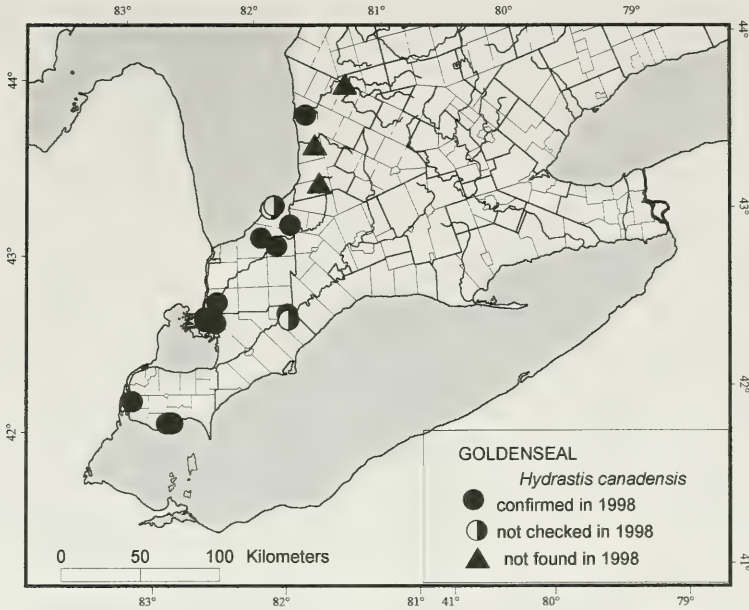 83° 82° 81° 80° 79°
44°
44°
43°
43°
42°
42°
41°
GOLDENSEAL
Hydrastis canadensis
confirmed in 1998
not checked in 1998
not found in 1998
0 50 100 Kilometers
83° 82° 81° 41° 80° 79°